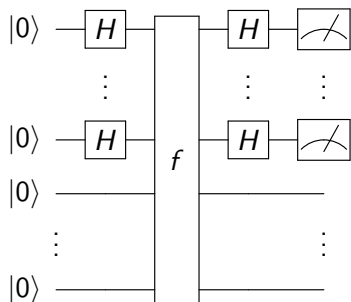 |0⟩ H H
⋮ ⋮ ⋮
|0⟩ H H
f
|0⟩
⋮ ⋮
|0⟩